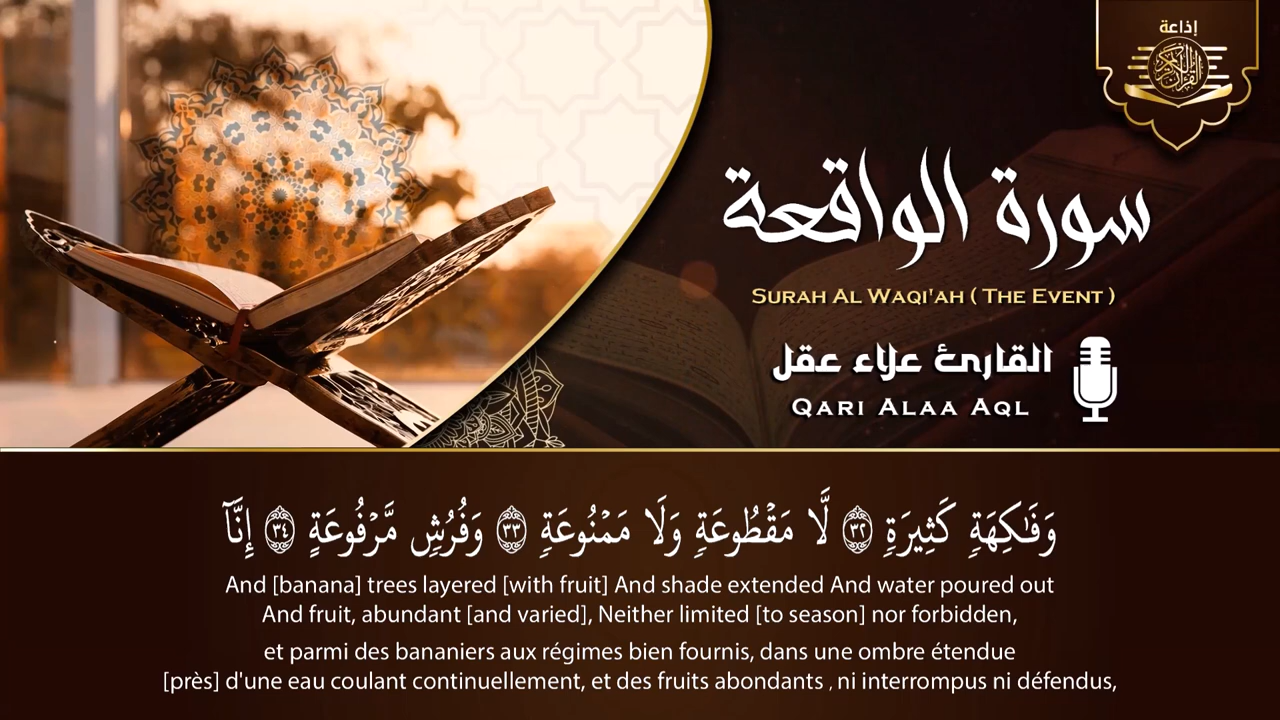 إذاعة
القرآن الكريم
سورة الواقعة
SURAH AL WAQI'AH ( THE EVENT )
القارئ علاء عقل
QARI ALAA AQL
وَفَـٰكِهَةٍ كَثِيرَةٍ ٣٢ لَّا مَقْطُوعَةٍ وَلَا مَمْنُوعَةٍ ٣٣ وَفُرُشٍ مَّرْفُوعَةٍ ٣٤ إِنَّآ
And [banana] trees layered [with fruit] And shade extended And water poured out
And fruit, abundant [and varied], Neither limited [to season] nor forbidden,
et parmi des bananiers aux régimes bien fournis, dans une ombre étendue
[près] d'une eau coulant continuellement, et des fruits abondants , ni interrompus ni défendus,